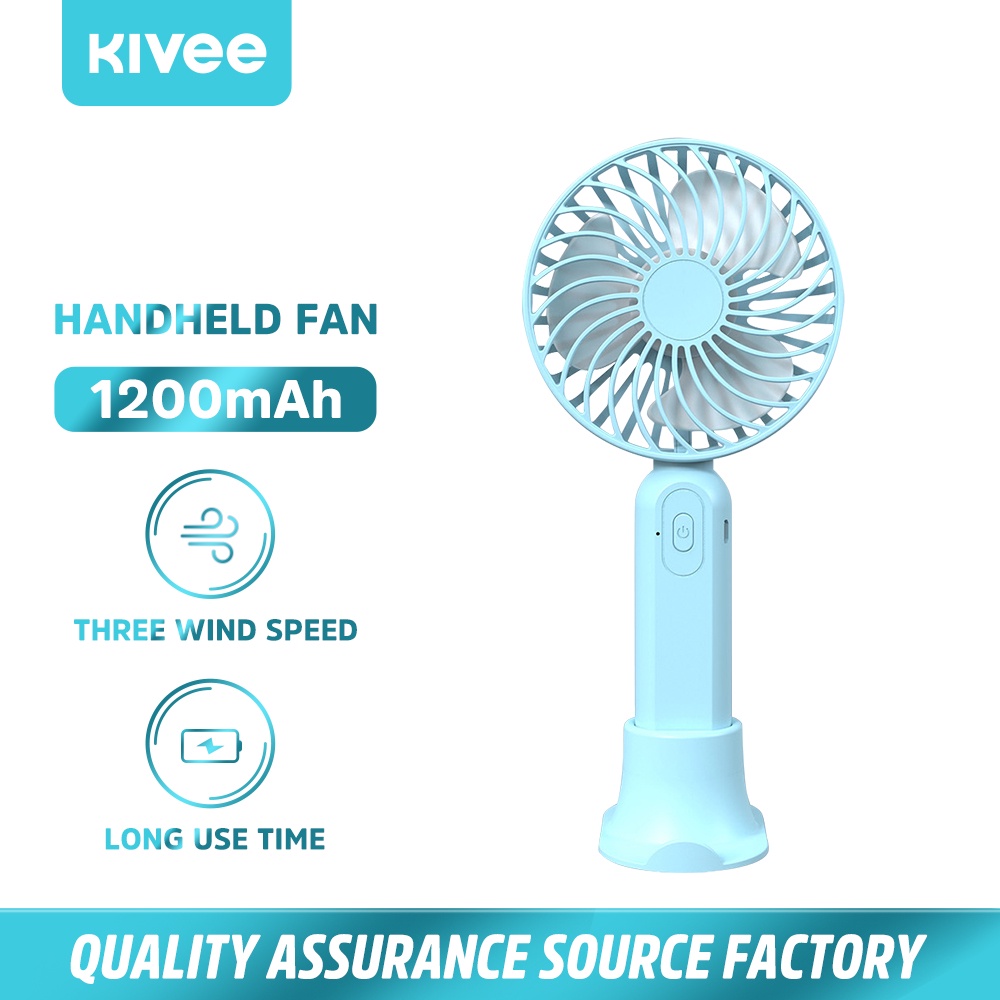 KIVee
HANDHELD FAN
1200mAh
THREE WIND SPEED
LONG USE TIME
QUALITY ASSURANCE SOURCE FACTORY